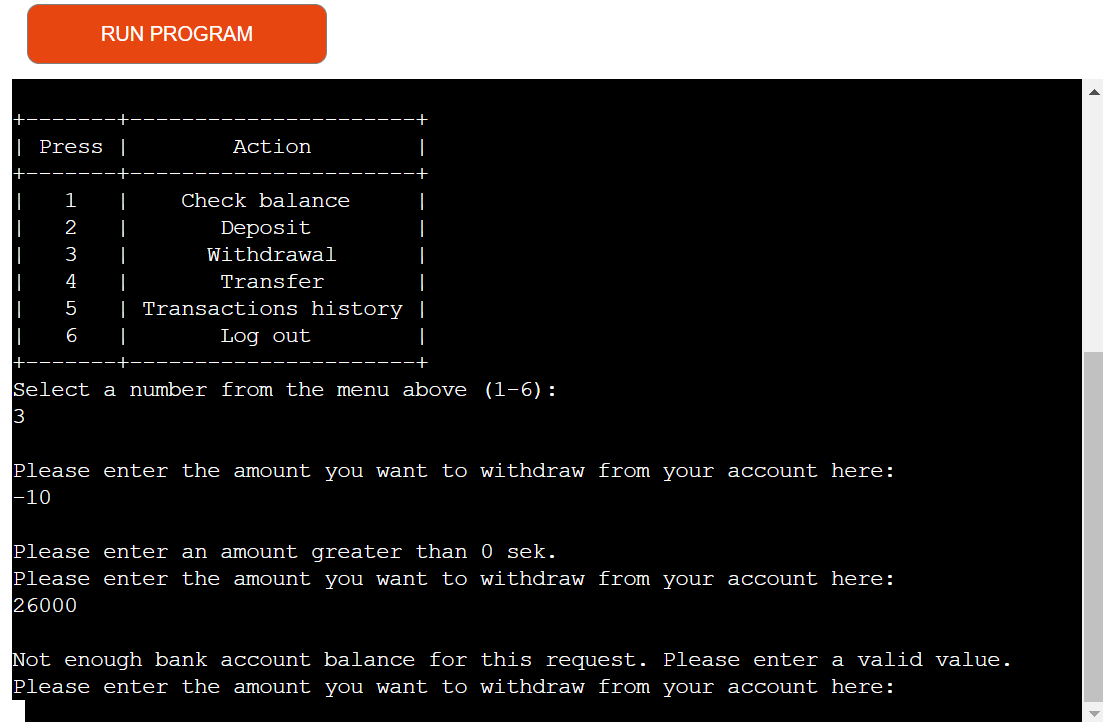 RUN PROGRAM
+-------+----------------------+
| Press |        Action        |
+-------+----------------------+
|   1   |    Check balance     |
|   2   |       Deposit        |
|   3   |      Withdrawal      |
|   4   |       Transfer       |
|   5   | Transactions history |
|   6   |       Log out        |
+-------+----------------------+
Select a number from the menu above (1-6):
3
Please enter the amount you want to withdraw from your account here:
-10
Please enter an amount greater than 0 sek.
Please enter the amount you want to withdraw from your account here:
26000
Not enough bank account balance for this request. Please enter a valid value.
Please enter the amount you want to withdraw from your account here: